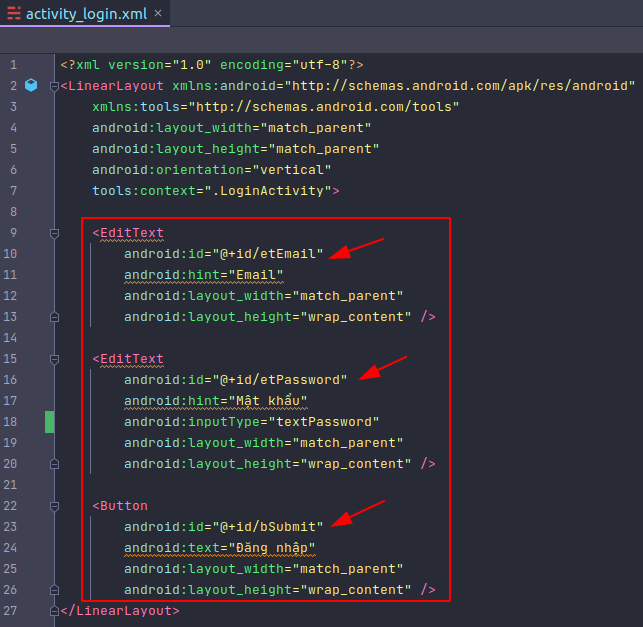 activity_login.xml ×
1 <?xml version="1.0" encoding="utf-8"?>
2 <LinearLayout xmlns:android="http://schemas.android.com/apk/res/android"
3 xmlns:tools="http://schemas.android.com/tools"
4 android:layout_width="match_parent"
5 android:layout_height="match_parent"
6 android:orientation="vertical"
7 tools:context=".LoginActivity">
8
9 <EditText
10 android:id="@+id/etEmail"
11 android:hint="Email"
12 android:layout_width="match_parent"
13 android:layout_height="wrap_content" />
14
15 <EditText
16 android:id="@+id/etPassword"
17 android:hint="Mật khẩu"
18 android:inputType="textPassword"
19 android:layout_width="match_parent"
20 android:layout_height="wrap_content" />
21
22 <Button
23 android:id="@+id/bSubmit"
24 android:text="Đăng nhập"
25 android:layout_width="match_parent"
26 android:layout_height="wrap_content" />
27 </LinearLayout>